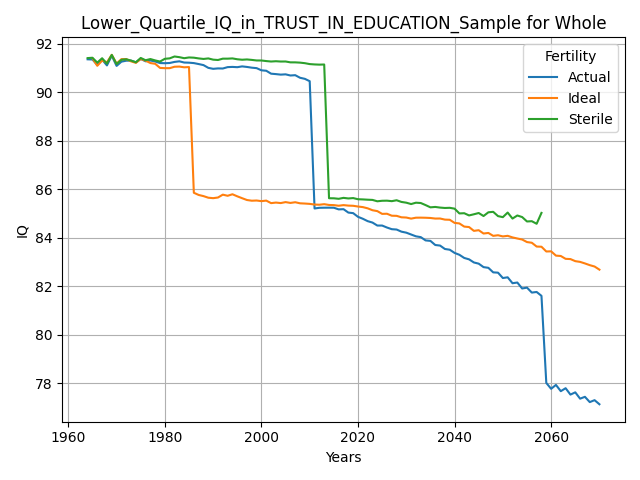 Lower_Quartile_IQ_in_TRUST_IN_EDUCATION_Sample for Whole
Fertility
Actual
Ideal
Sterile
IQ
92
90
88
86
84
82
80
78
1960
1980
2000
2020
2040
2060
Years